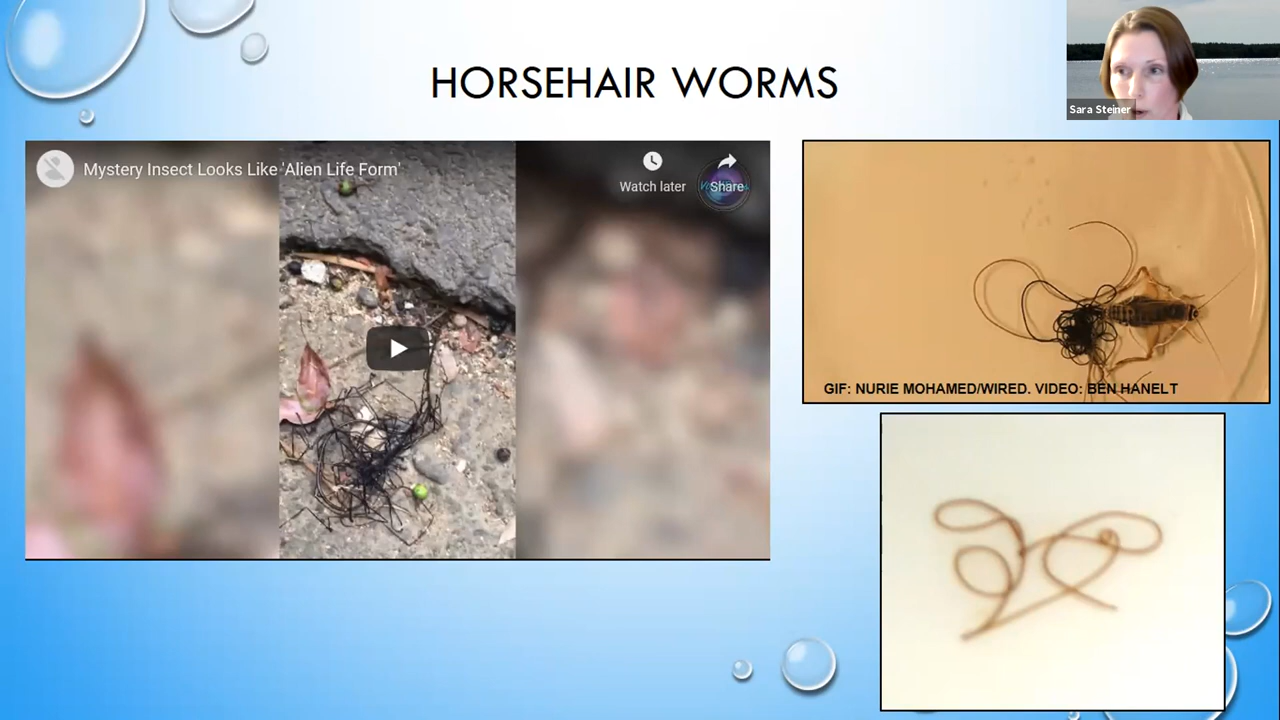 HORSEHAIR WORMS
Sara Steiner
Mystery Insect Looks Like 'Alien Life Form'
Watch later
Share
GIF: NURIE MOHAMED/WIRED. VIDEO: BEN HANELT